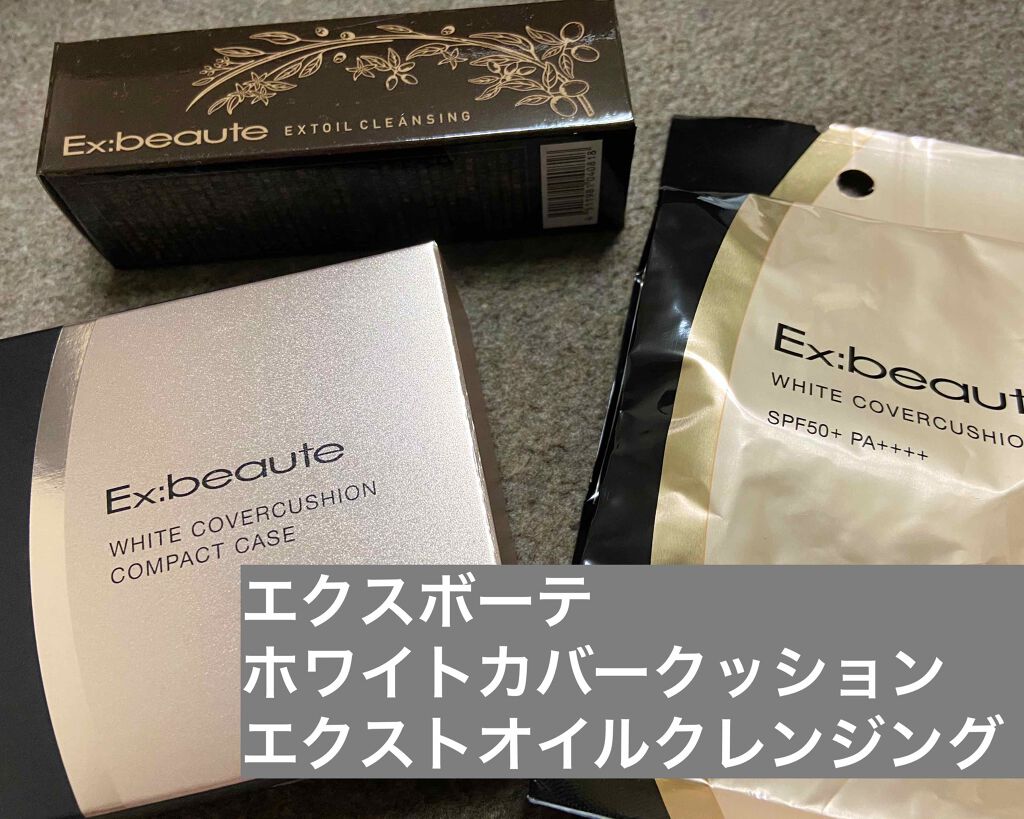 Ex:beaute EXTOIL CLEÁNSING
Ex:beaute
WHITE COVERCUSHION
COMPACT CASE
Ex:beaut
WHITE COVERCUSHIO
SPF50+ PA++++
エクスボーテ
ホワイトカバークッション
エクストオイルクレンジング